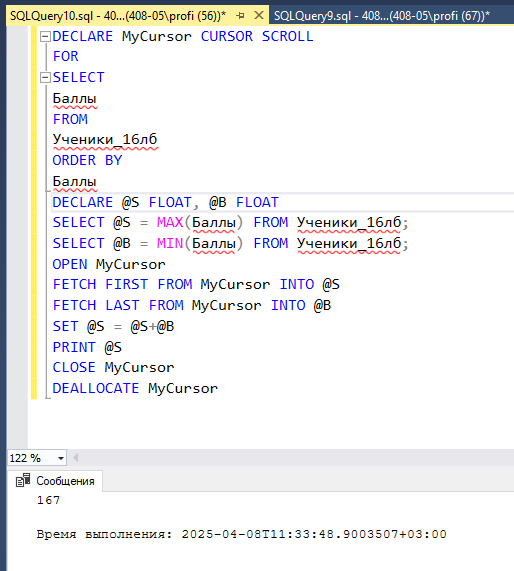 SQLQuery10.sql - 40...(408-05\profi (56))*
SQLQuery9.sql - 408...(408-05\profi (67))*
DECLARE MyCursor CURSOR SCROLL
FOR
SELECT
Баллы
FROM
Ученики_16лб
ORDER BY
Баллы
DECLARE @S FLOAT, @B FLOAT
SELECT @S = MAX(Баллы) FROM Ученики_16лб;
SELECT @B = MIN(Баллы) FROM Ученики_16лб;
OPEN MyCursor
FETCH FIRST FROM MyCursor INTO @S
FETCH LAST FROM MyCursor INTO @B
SET @S = @S+@B
PRINT @S
CLOSE MyCursor
DEALLOCATE MyCursor
122 %
Сообщения
167
Время выполнения: 2025-04-08T11:33:48.9003507+03:00